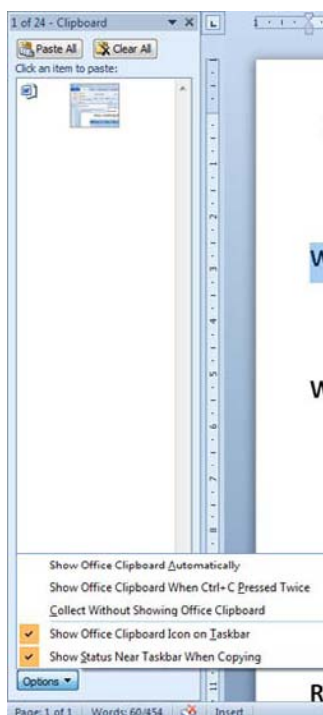 1 of 24 - Clipboard
Paste All Clear All
Click an item to paste:
W
W
Show Office Clipboard Automatically
Show Office Clipboard When Ctrl+C Pressed Twice
Collect Without Showing Office Clipboard
Show Office Clipboard Icon on Taskbar
Show Status Near Taskbar When Copying
Options
R
Page: 1 of 1 Words: 60/454 Insert